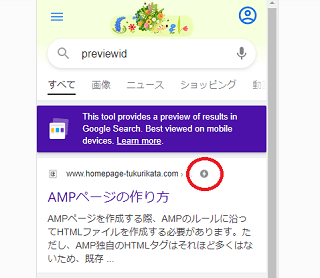 Google
previewid
すべて 画像 ニュース ショッピング 動
This tool provides a preview of results in
Google Search. Best viewed on mobile
devices. Learn more.
www.homepage-tukurikata.com ›
AMPページの作り方
AMPページを作成する際、AMPのルールに沿っ
てHTMLファイルを作成する必要があります。た
だし、AMP独自のHTMLタグはそれほど多くはな
いため、既存 ...